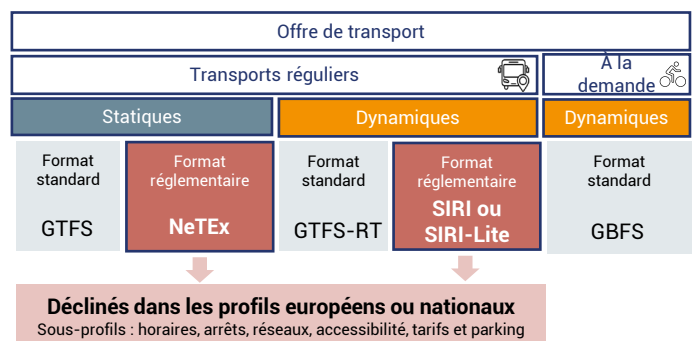 Offre de transport
Transports réguliers
À la
demande
Statiques
Dynamiques
Dynamiques
Format
standard
GTFS
Format
réglementaire
NeTEx
Format
standard
GTFS-RT
Format
réglementaire
SIRI ou
SIRI-Lite
Format
standard
GBFS
Déclinés dans les profils européens ou nationaux
Sous-profils : horaires, arrêts, réseaux, accessibilité, tarifs et parking